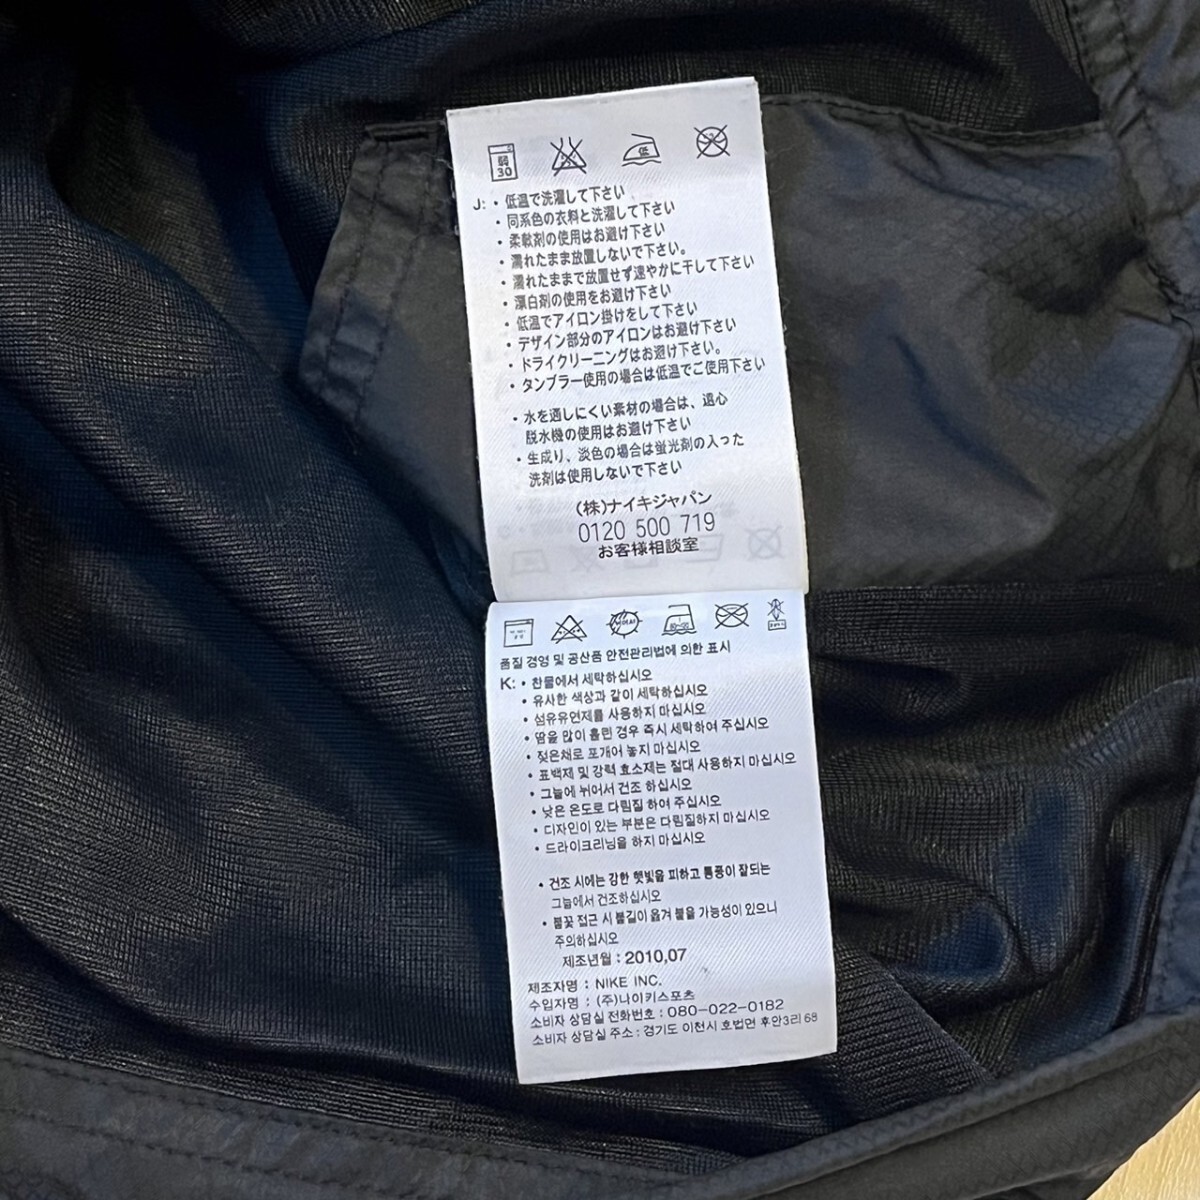 弱
30
低
J: ・低温で洗濯して下さい
・同系色の衣料と洗濯して下さい
・柔軟剤の使用はお避け下さい
・濡れたまま放置しないで下さい。
・濡れたままで放置せず速やかに干して下さい
・漂白剤の使用をお避け下さい
・低温でアイロン掛けをして下さい
・デザイン部分のアイロンはお避け下さい
・ドライクリーニングはお避け下さい。
・タンブラー使用の場合は低温でご使用下さい
・水を通しにくい素材の場合は、遠心
脱水機の使用はお避け下さい
・生成り、淡色の場合は蛍光剤の入った
洗剤は使用しないで下さい
(株)ナイキジャパン
0120 500 719
お客様相談室
품질 경영 및 공산품 안전관리법에 의한 표시
K: • 찬물에서 세탁하십시오
• 유사한 색상과 같이 세탁하십시오
• 섬유유연제를 사용하지 마십시오
• 땀을 많이 흘린 경우 즉시 세탁하여 주십시오
• 젖은채로 포개어 놓지 마십시오
• 표백제 및 강력 효소제는 절대 사용하지 마십시오
• 그늘에 뉘어서 건조 하십시오
• 낮은 온도로 다림질 하여 주십시오
• 디자인이 있는 부분은 다림질하지 마십시오
• 드라이크리닝을 하지 마십시오
• 건조 시에는 강한 햇빛을 피하고 통풍이 잘되는
그늘에서 건조하십시오
• 불꽃 접근 시 불길이 옮겨 붙을 가능성이 있으니
주의하십시오
제조년월 : 2010,07
제조자명 : NIKE INC.
수입자명 : (주)나이키스포츠
소비자 상담실 전화번호 : 080-022-0182
소비자 상담실 주소 : 경기도 이천시 호법면 후안3리 68